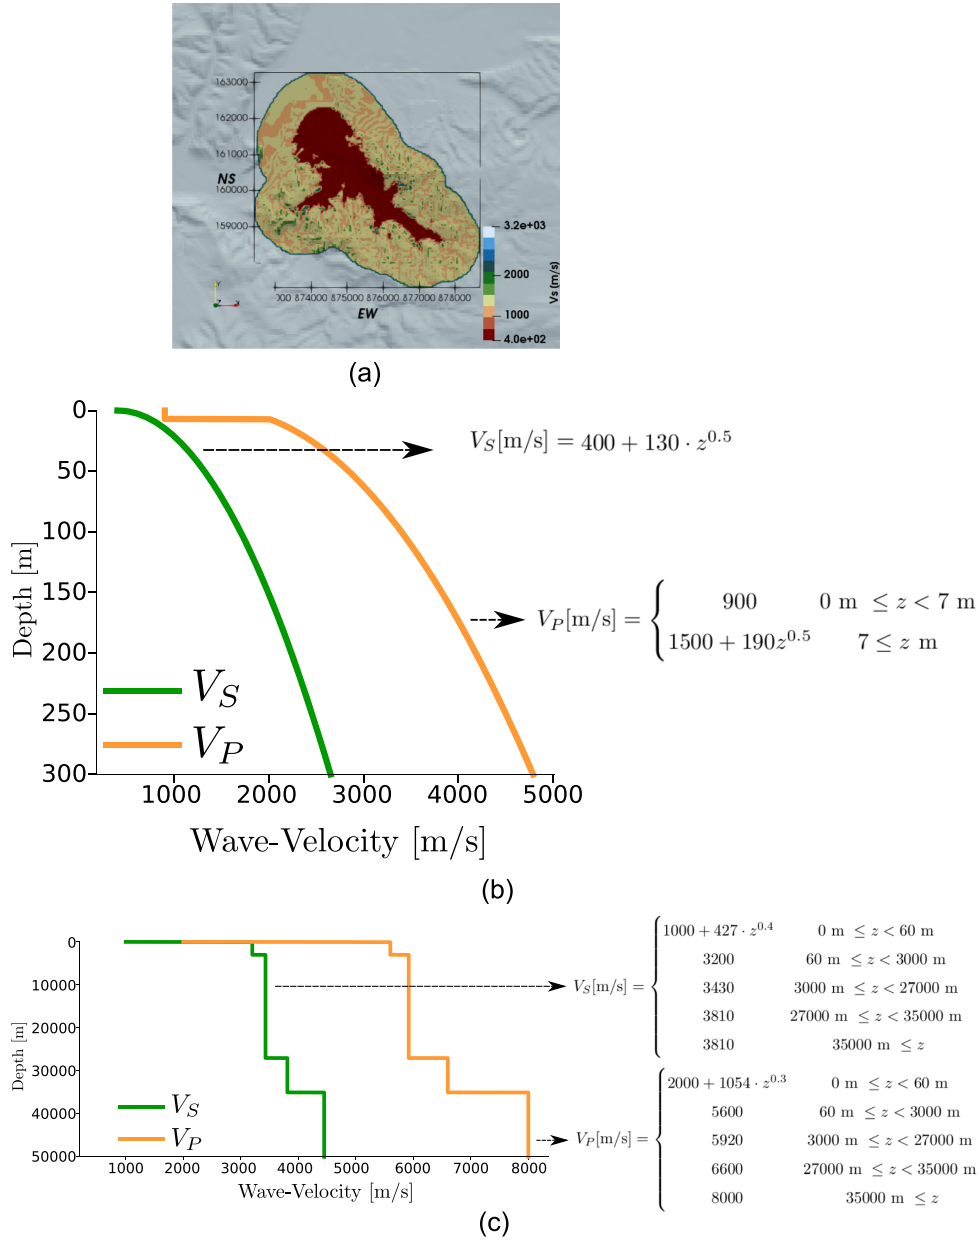 163000
162000
161000
NS
160000
159000
3.2e+03
2000
1000
4.0e+02
Vs (m/s)
Y
Z
X
000 874000 875000 876000 877000 878000
EW
(a)
0
50
100
150
200
250
300
Depth [m]
V_S
V_P
1000 2000 3000 4000 5000
Wave-Velocity [m/s]
V_S[m/s] = 400 + 130 · z^0.5
V_P[m/s] =
900 0 m ≤ z < 7 m
1500 + 190z^0.5 7 ≤ z m
(b)
0
10000
20000
30000
40000
50000
Depth [m]
V_S
V_P
1000 2000 3000 4000 5000 6000 7000 8000
Wave-Velocity [m/s]
V_S[m/s] =
1000 + 427 · z^0.4 0 m ≤ z < 60 m
3200 60 m ≤ z < 3000 m
3430 3000 m ≤ z < 27000 m
3810 27000 m ≤ z < 35000 m
3810 35000 m ≤ z
V_P[m/s] =
2000 + 1054 · z^0.3 0 m ≤ z < 60 m
5600 60 m ≤ z < 3000 m
5920 3000 m ≤ z < 27000 m
6600 27000 m ≤ z < 35000 m
8000 35000 m ≤ z
(c)